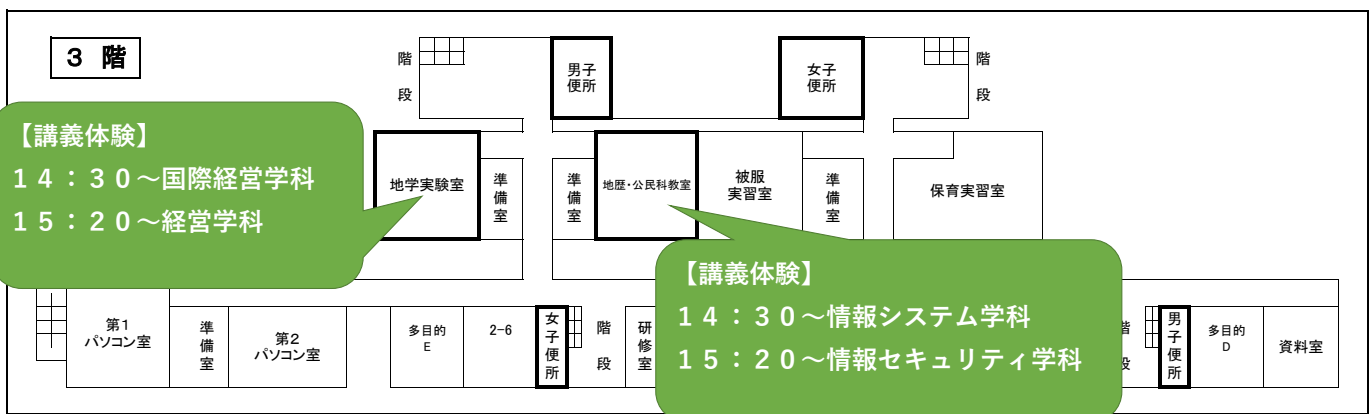 ３ 階
階
段
男子
便所
女子
便所
階
段
【講義体験】
１４：３０～国際経営学科
１５：２０～経営学科
地学実験室
準
備
室
準
備
室
地歴・公民科教室
被服
実習室
準
備
室
保育実習室
【講義体験】
１４：３０～情報システム学科
１５：２０～情報セキュリティ学科
第1
パソコン室
準
備
室
第2
パソコン室
多目的
E
2-6
女
子
便
所
階
段
研
修
室
階
段
男
子
便
所
多目的
D
資料室